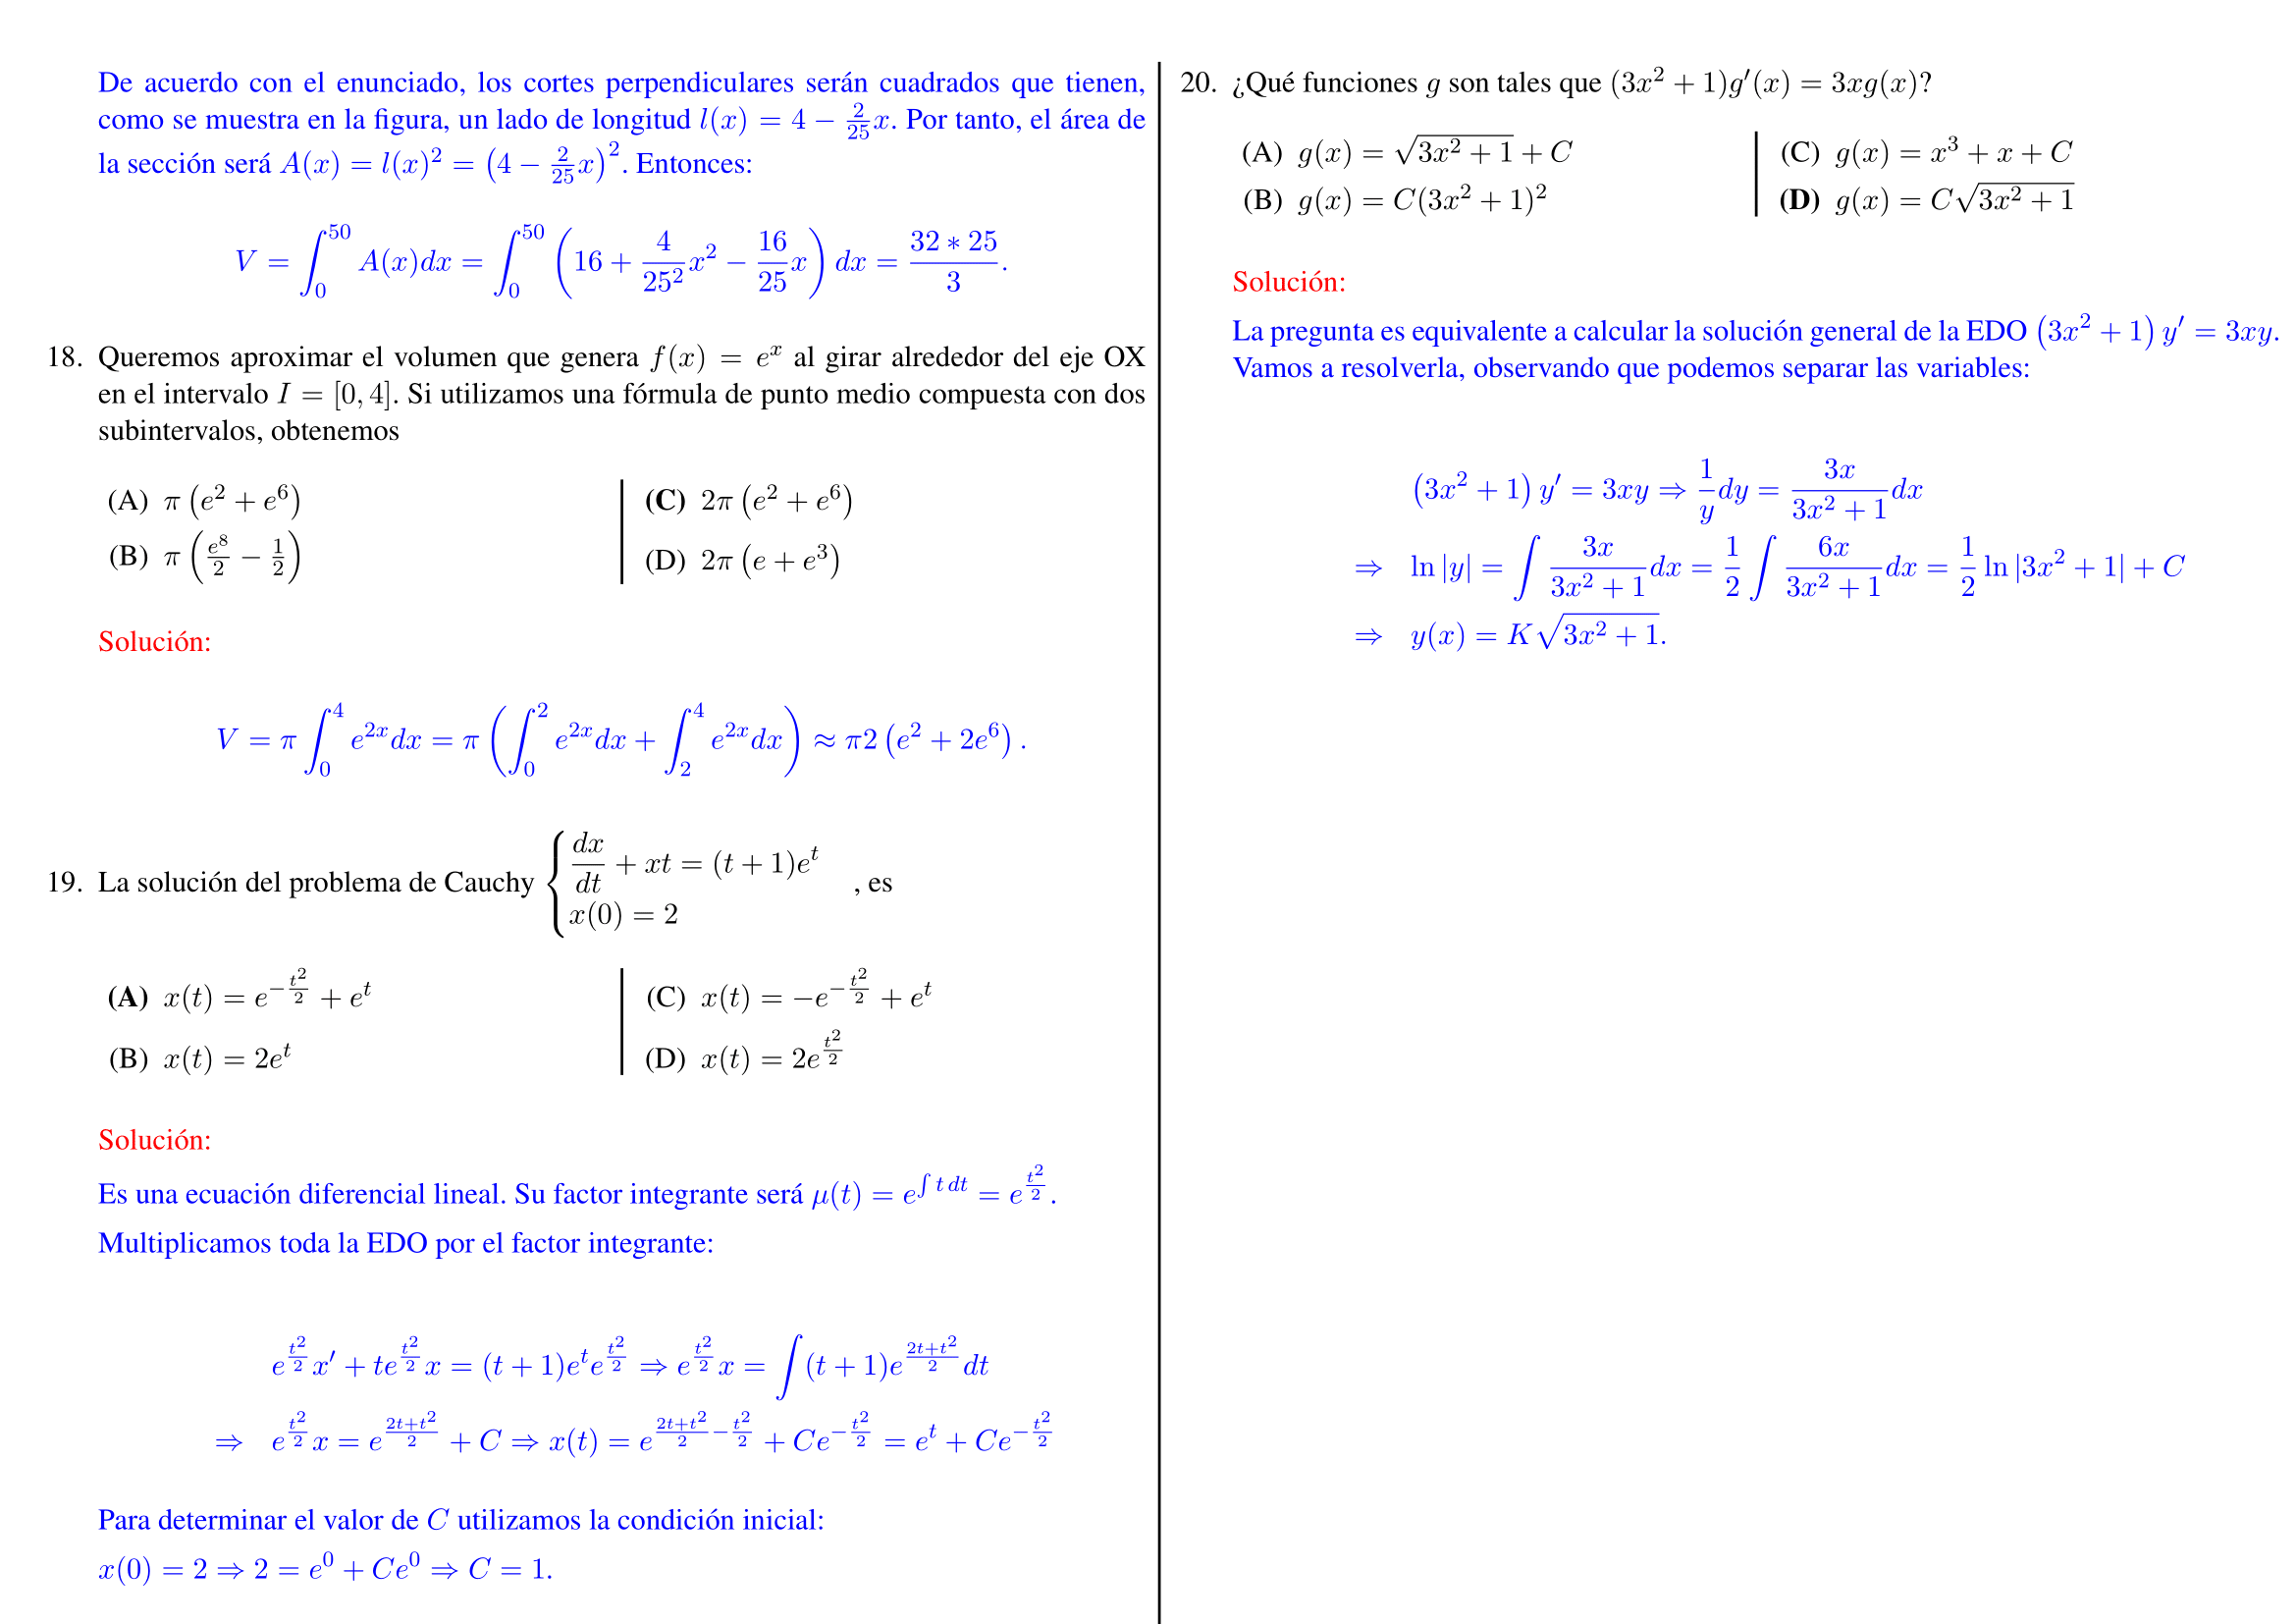 De acuerdo con el enunciado, los cortes perpendiculares serán cuadrados que tienen,
como se muestra en la figura, un lado de longitud $l(x) = 4 - \frac{2}{25}x$. Por tanto, el área de
la sección será $A(x) = l(x)^2 = \left(4 - \frac{2}{25}x\right)^2$. Entonces:
$V = \int_0^{50} A(x)dx = \int_0^{50} \left(16 + \frac{4}{25^2}x^2 - \frac{16}{25}x\right) dx = \frac{32 * 25}{3}.$
18. Queremos aproximar el volumen que genera $f(x) = e^x$ al girar alrededor del eje OX
en el intervalo $I = [0, 4]$. Si utilizamos una fórmula de punto medio compuesta con dos
subintervalos, obtenemos
(A) $\pi \left(e^2 + e^6\right)$
(B) $\pi \left(\frac{e^8}{2} - \frac{1}{2}\right)$
(C) $2\pi \left(e^2 + e^6\right)$
(D) $2\pi \left(e + e^3\right)$
Solución:
$V = \pi \int_0^4 e^{2x} dx = \pi \left(\int_0^2 e^{2x} dx + \int_2^4 e^{2x} dx\right) \approx \pi 2 \left(e^2 + 2e^6\right).$
19. La solución del problema de Cauchy $\begin{cases} \frac{dx}{dt} + xt = (t + 1)e^t \\ x(0) = 2 \end{cases}$ , es
(A) $x(t) = e^{-\frac{t^2}{2}} + e^t$
(B) $x(t) = 2e^t$
(C) $x(t) = -e^{-\frac{t^2}{2}} + e^t$
(D) $x(t) = 2e^{\frac{t^2}{2}}$
Solución:
Es una ecuación diferencial lineal. Su factor integrante será $\mu(t) = e^{\int t\,dt} = e^{\frac{t^2}{2}}$.
Multiplicamos toda la EDO por el factor integrante:
$e^{\frac{t^2}{2}} x' + te^{\frac{t^2}{2}} x = (t + 1)e^t e^{\frac{t^2}{2}} \Rightarrow e^{\frac{t^2}{2}} x = \int (t + 1)e^{\frac{2t+t^2}{2}} dt$
$\Rightarrow e^{\frac{t^2}{2}} x = e^{\frac{2t+t^2}{2}} + C \Rightarrow x(t) = e^{\frac{2t+t^2}{2} - \frac{t^2}{2}} + Ce^{-\frac{t^2}{2}} = e^t + Ce^{-\frac{t^2}{2}}$
Para determinar el valor de $C$ utilizamos la condición inicial:
$x(0) = 2 \Rightarrow 2 = e^0 + Ce^0 \Rightarrow C = 1.$
20. ¿Qué funciones $g$ son tales que $(3x^2 + 1)g'(x) = 3xg(x)$?
(A) $g(x) = \sqrt{3x^2 + 1} + C$
(B) $g(x) = C(3x^2 + 1)^2$
(C) $g(x) = x^3 + x + C$
(D) $g(x) = C\sqrt{3x^2 + 1}$
Solución:
La pregunta es equivalente a calcular la solución general de la EDO $\left(3x^2 + 1\right) y' = 3xy$.
Vamos a resolverla, observando que podemos separar las variables:
$\left(3x^2 + 1\right) y' = 3xy \Rightarrow \frac{1}{y} dy = \frac{3x}{3x^2 + 1} dx$
$\Rightarrow \ln |y| = \int \frac{3x}{3x^2 + 1} dx = \frac{1}{2} \int \frac{6x}{3x^2 + 1} dx = \frac{1}{2} \ln |3x^2 + 1| + C$
$\Rightarrow y(x) = K\sqrt{3x^2 + 1}.$